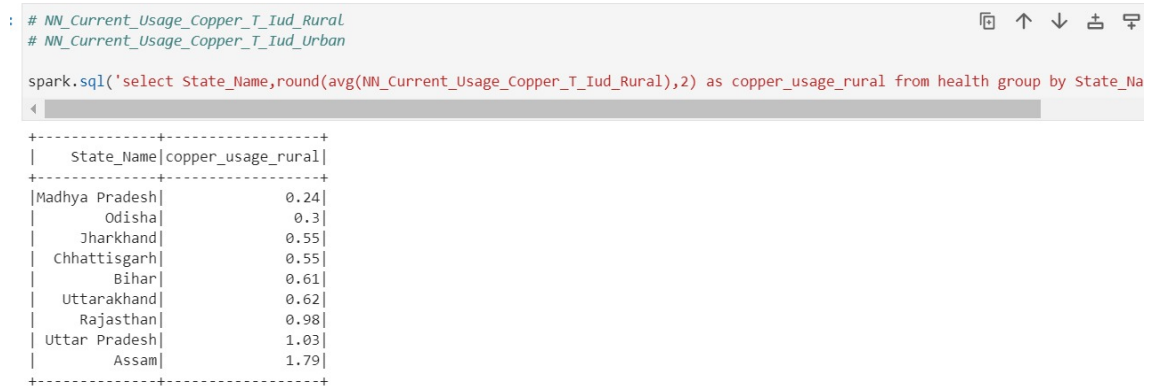 :
# NN_Current_Usage_Copper_T_Iud_Rural
# NN_Current_Usage_Copper_T_Iud_Urban
spark.sql('select State_Name,round(avg(NN_Current_Usage_Copper_T_Iud_Rural),2) as copper_usage_rural from health group by State_Na
+--------------+------------------+
|    State_Name|copper_usage_rural|
+--------------+------------------+
|Madhya Pradesh|              0.24|
|        Odisha|               0.3|
|     Jharkhand|              0.55|
|  Chhattisgarh|              0.55|
|         Bihar|              0.61|
|   Uttarakhand|              0.62|
|     Rajasthan|              0.98|
| Uttar Pradesh|              1.03|
|         Assam|              1.79|
+--------------+------------------+